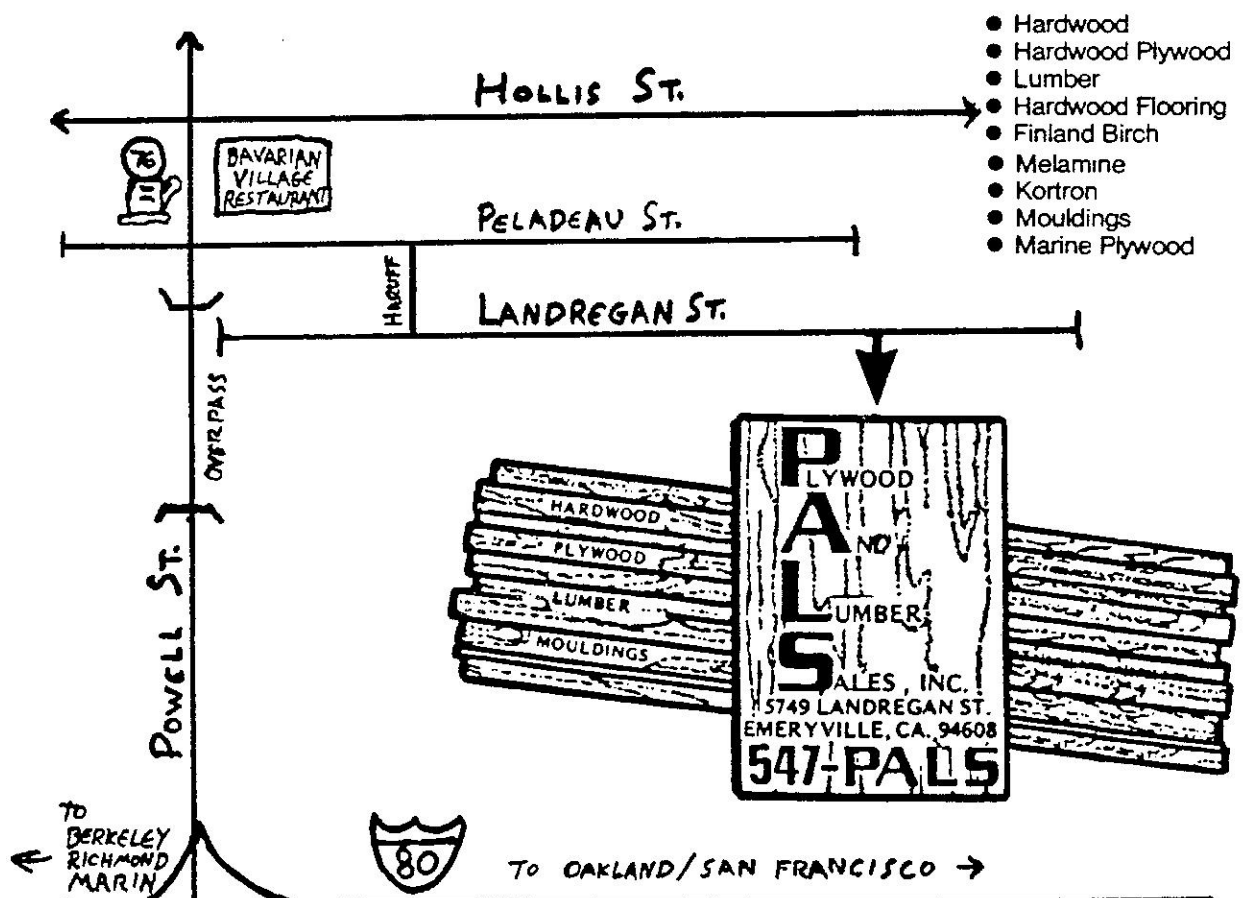 ● Hardwood
● Hardwood Plywood
● Lumber
● Hardwood Flooring
● Finland Birch
● Melamine
● Kortron
● Mouldings
● Marine Plywood
HOLLIS ST.
76
BAVARIAN
VILLAGE
RESTAURANT
PELADEAU ST.
HARUFF
LANDREGAN ST.
OVERPASS
POWELL ST.
HARDWOOD
PLYWOOD
LUMBER
MOULDINGS
PLYWOOD
AND
LUMBER
SALES, INC.
5749 LANDREGAN ST.
EMERYVILLE, CA. 94608
547-PALS
TO
BERKELEY
← RICHMOND
MARIN
80
TO OAKLAND/SAN FRANCISCO →